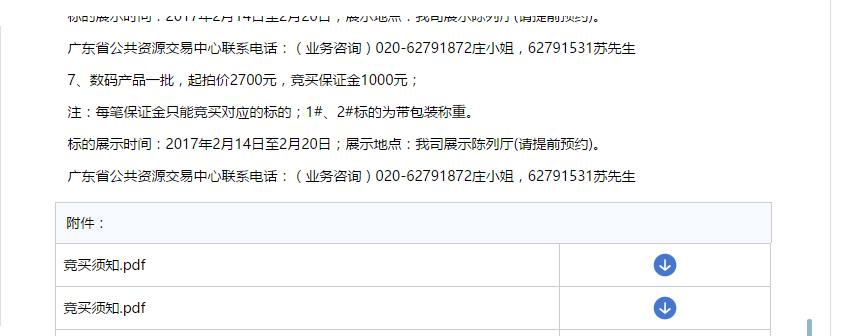 标的展示时间：2017年2月14日至2月20日；展示地点：我司展示陈列厅(请提前预约)。
广东省公共资源交易中心联系电话：（业务咨询）020-62791872庄小姐，62791531苏先生
7、数码产品一批，起拍价2700元，竞买保证金1000元；
注：每笔保证金只能竞买对应的标的；1#、2#标的为带包装称重。
标的展示时间：2017年2月14日至2月20日；展示地点：我司展示陈列厅(请提前预约)。
广东省公共资源交易中心联系电话：（业务咨询）020-62791872庄小姐，62791531苏先生
附件：
竞买须知.pdf
竞买须知.pdf